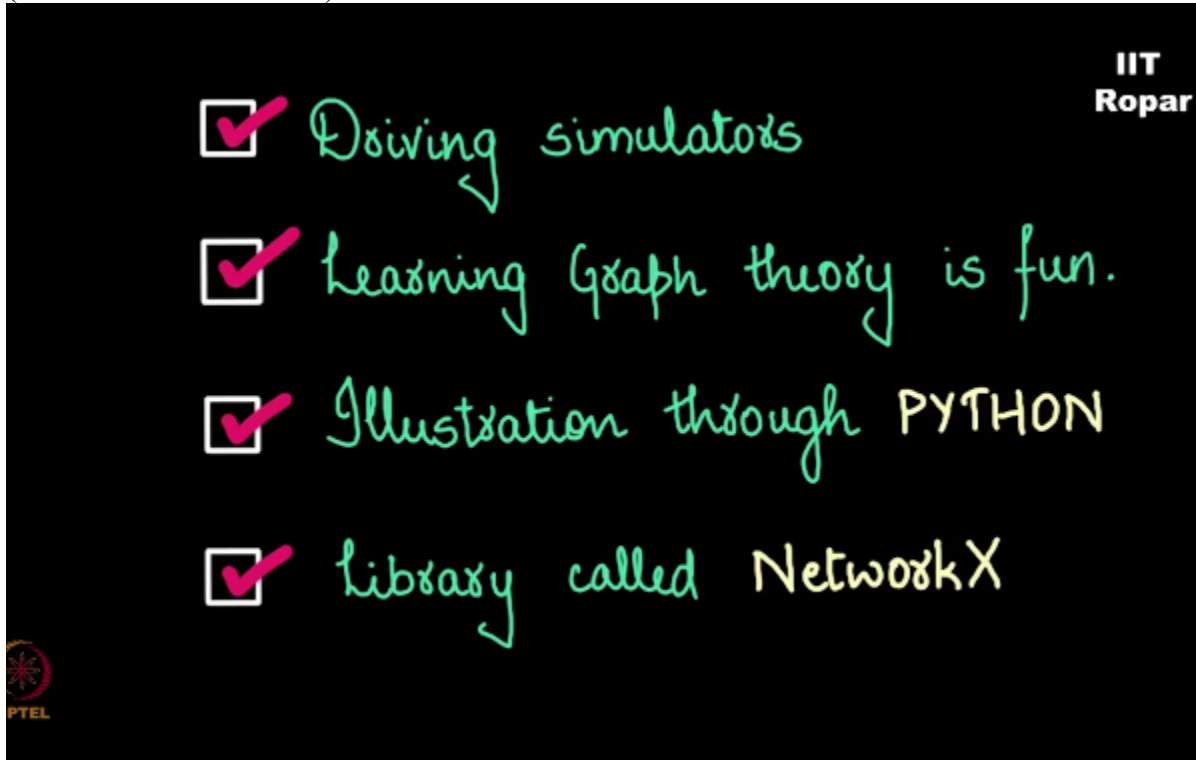 IIT
Ropar
Driving simulators
Learning Graph theory is fun.
Illustration through PYTHON
Library called NetworkX
PTEL